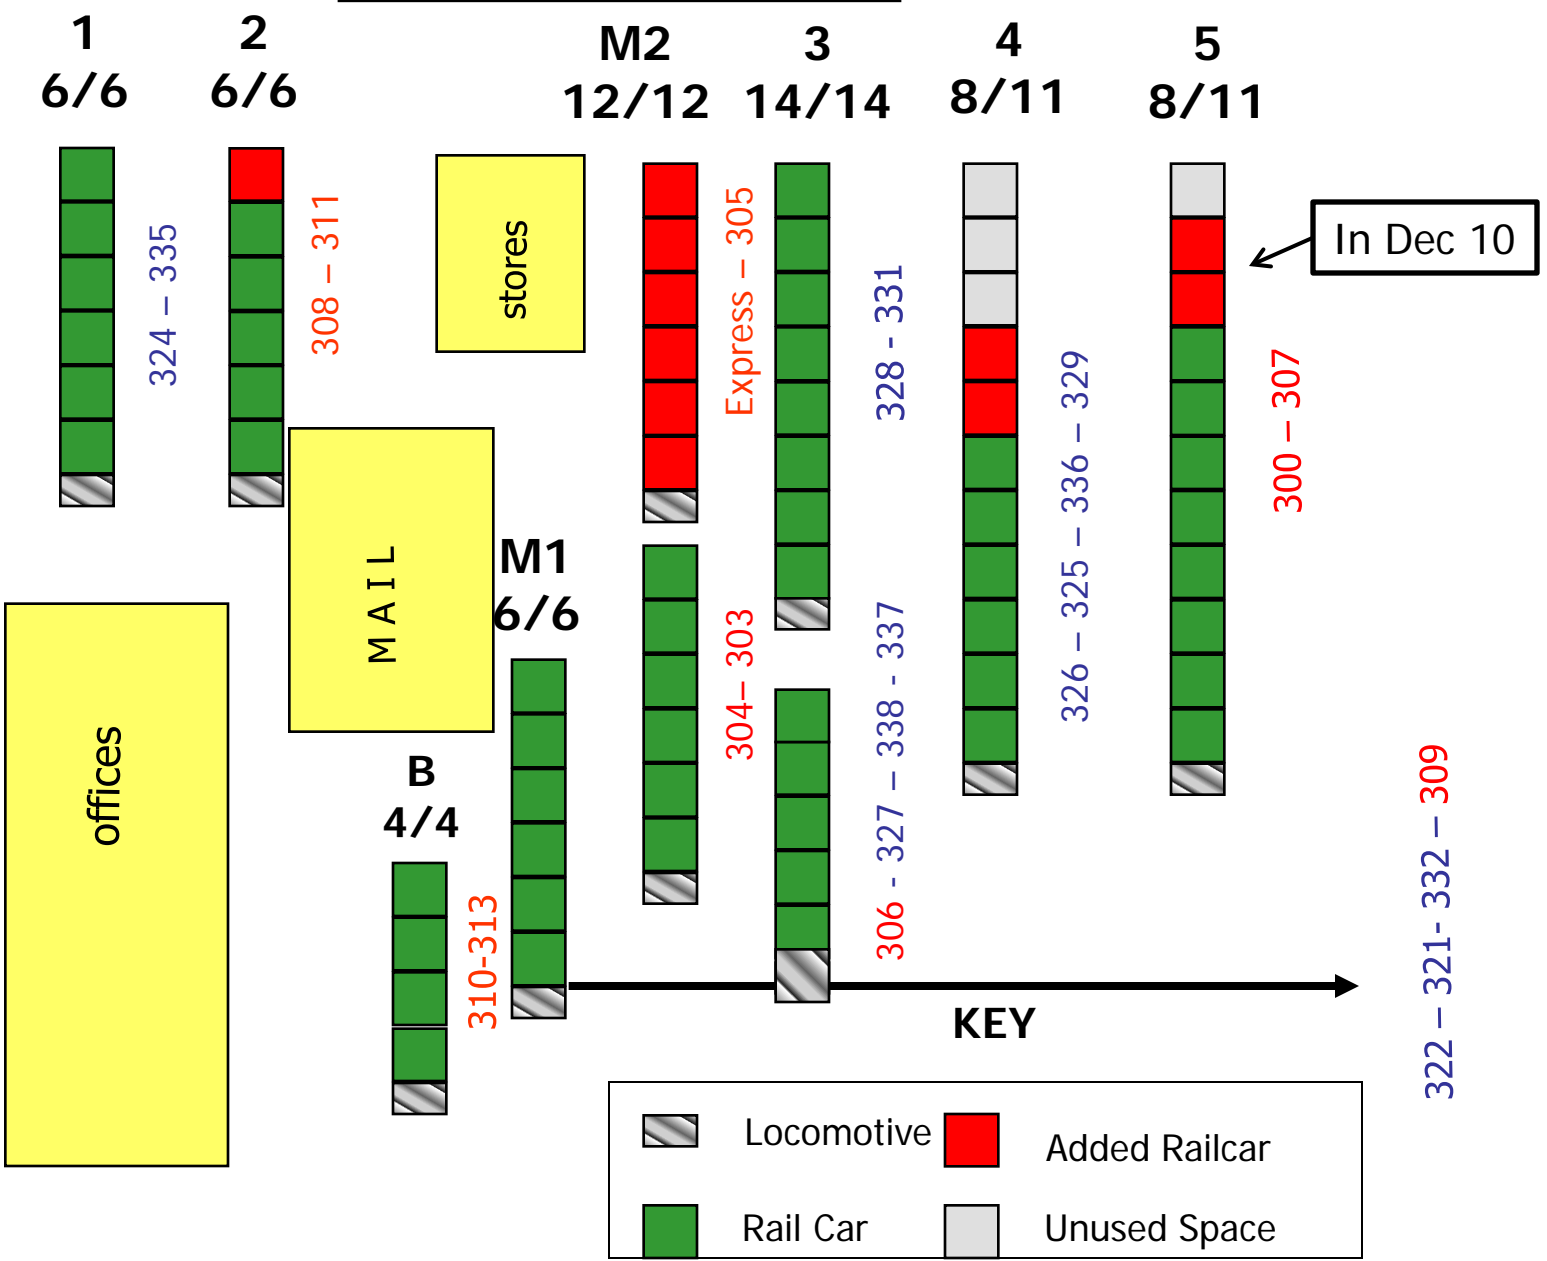 1
6/6
2
6/6
M2
12/12
3
14/14
4
8/11
5
8/11
324 – 335
308 – 311
stores
Express – 305
328 - 331
326 – 325 – 336 – 329
300 – 307
In Dec 10
MAIL
M1
6/6
304– 303
306 - 327 – 338 - 337
offices
B
4/4
310-313
322 – 321- 332 – 309
KEY
Locomotive
Added Railcar
Rail Car
Unused Space